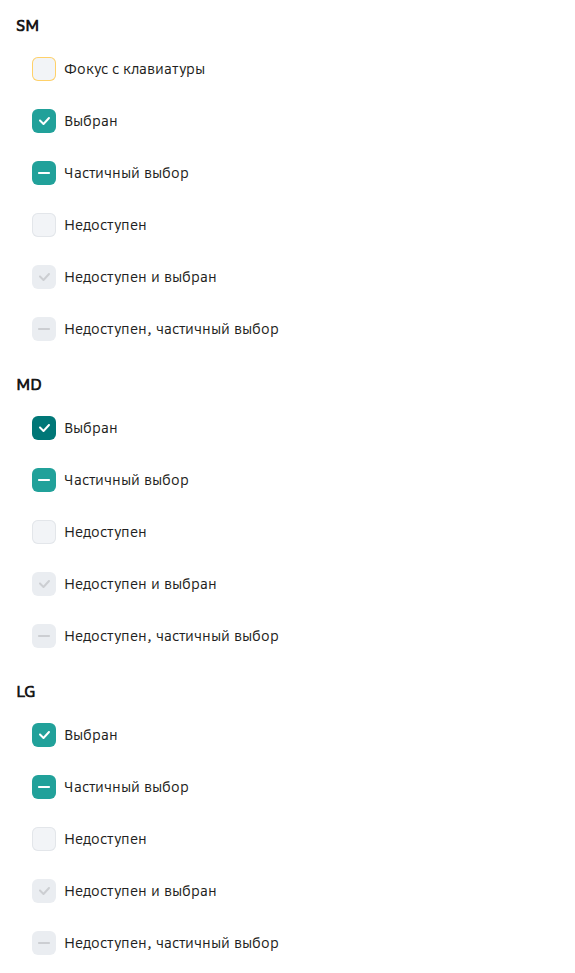 SM
Фокус с клавиатуры
Выбран
Частичный выбор
Недоступен
Недоступен и выбран
Недоступен, частичный выбор
MD
Выбран
Частичный выбор
Недоступен
Недоступен и выбран
Недоступен, частичный выбор
LG
Выбран
Частичный выбор
Недоступен
Недоступен и выбран
Недоступен, частичный выбор